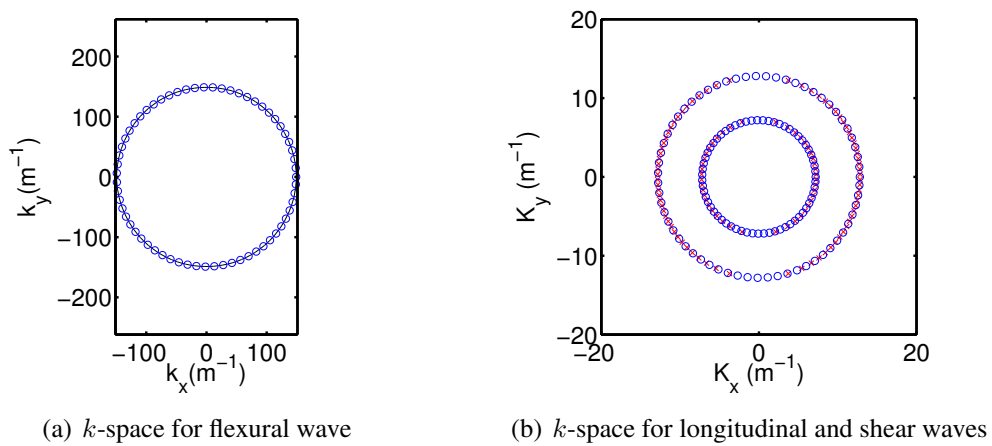 200
100
0
−100
−200
k_y(m^−1)
−100 0 100
k_x(m^−1)
(a) k-space for flexural wave
20
10
0
−10
−20
K_y (m^−1)
−20 0 20
K_x (m^−1)
(b) k-space for longitudinal and shear waves